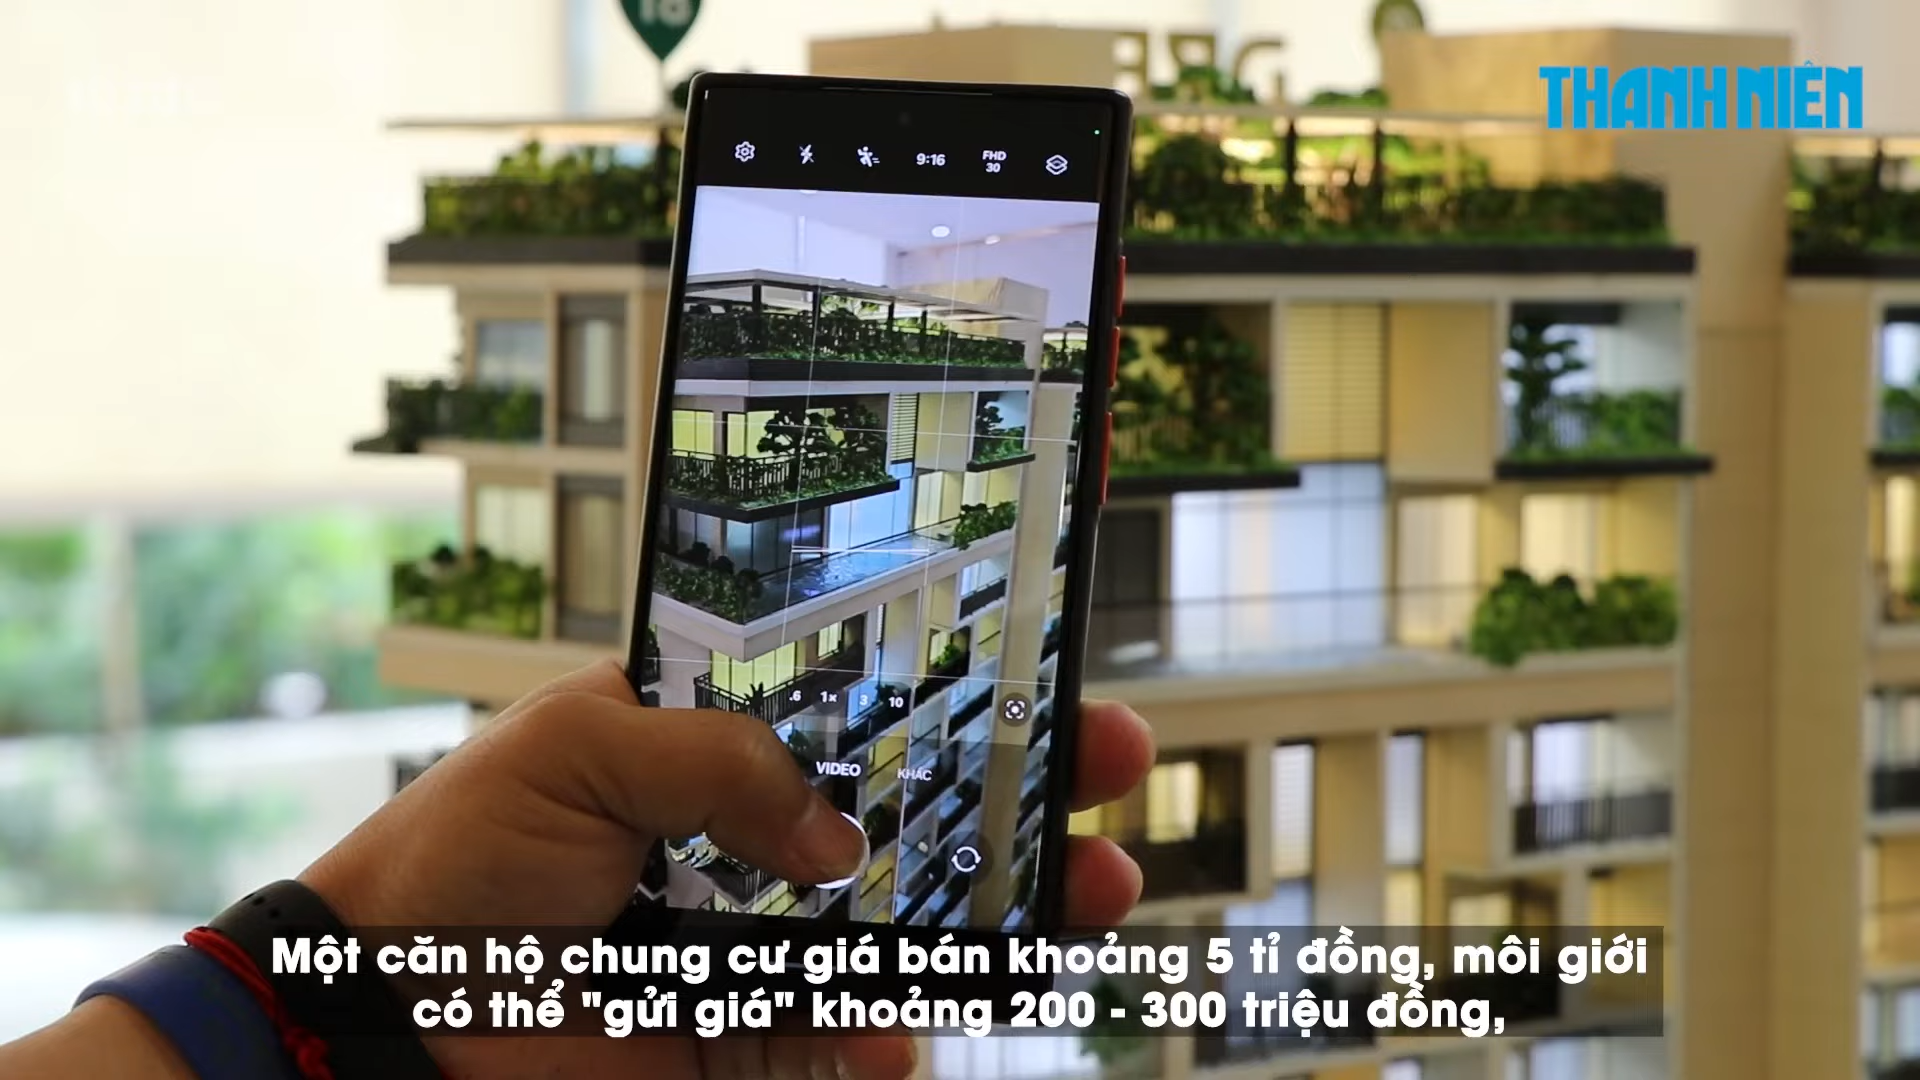 18
THANH NIÊN
9:16
FHD
30
.6 1x 3 10
VIDEO
KHÁC
Một căn hộ chung cư giá bán khoảng 5 tỉ đồng, môi giới
có thể "gửi giá" khoảng 200 - 300 triệu đồng,